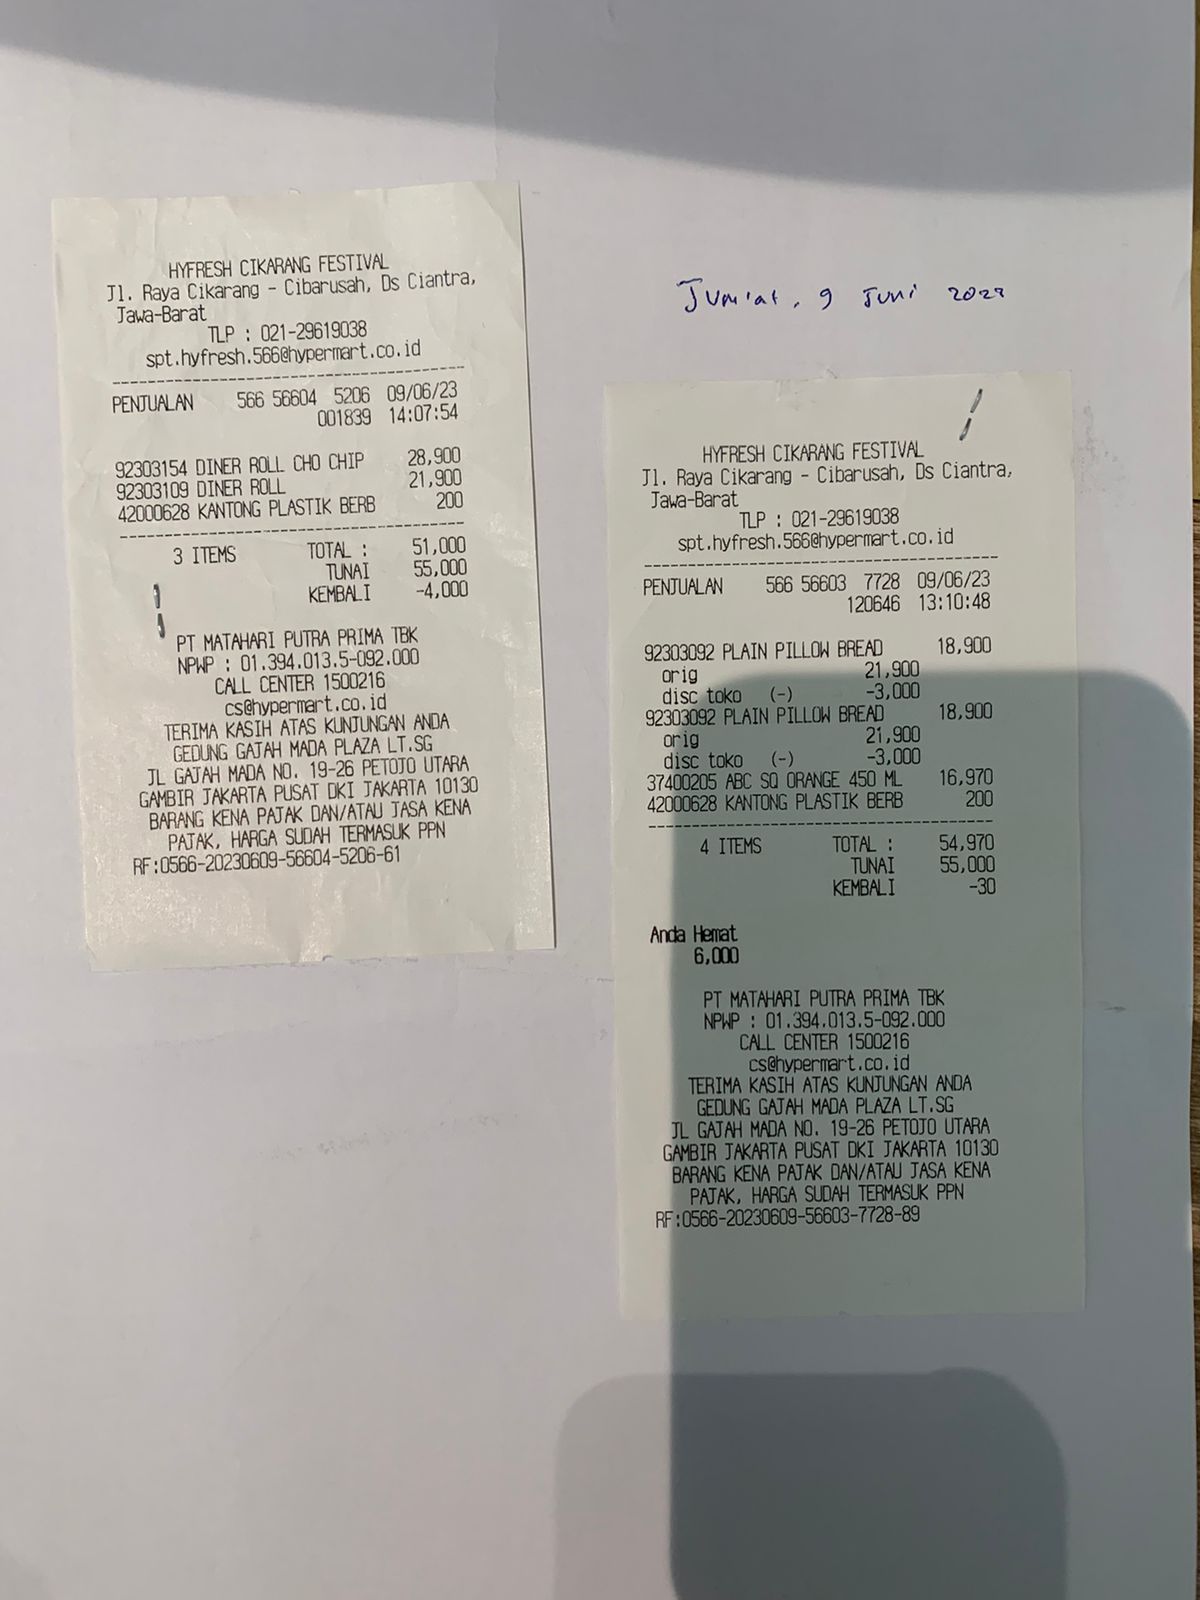 HYFRESH CIKARANG FESTIVAL
Jl. Raya Cikarang - Cibarusah, Ds Ciantra,
Jawa-Barat
TLP : 021-29619038
spt.hyfresh.566@hypermart.co.id
PENJUALAN 566 56604 5206 09/06/23
001839 14:07:54
92303154 DINER ROLL CHO CHIP 28,900
92303109 DINER ROLL 21,900
42000628 KANTONG PLASTIK BERB 200
3 ITEMS TOTAL : 51,000
TUNAI 55,000
KEMBALI -4,000
PT MATAHARI PUTRA PRIMA TBK
NPWP : 01.394.013.5-092.000
CALL CENTER 1500216
cs@hypermart.co.id
TERIMA KASIH ATAS KUNJUNGAN ANDA
GEDUNG GAJAH MADA PLAZA LT.SG
JL GAJAH MADA NO. 19-26 PETOJO UTARA
GAMBIR JAKARTA PUSAT DKI JAKARTA 10130
BARANG KENA PAJAK DAN/ATAU JASA KENA
PAJAK, HARGA SUDAH TERMASUK PPN
RF:0566-20230609-56604-5206-61
Jum'at, 9 Juni 2023
HYFRESH CIKARANG FESTIVAL
Jl. Raya Cikarang - Cibarusah, Ds Ciantra,
Jawa-Barat
TLP : 021-29619038
spt.hyfresh.566@hypermart.co.id
PENJUALAN 566 56603 7728 09/06/23
120646 13:10:48
92303092 PLAIN PILLOW BREAD 18,900
orig 21,900
disc toko (-) -3,000
92303092 PLAIN PILLOW BREAD 18,900
orig 21,900
disc toko (-) -3,000
37400205 ABC SQ ORANGE 450 ML 16,970
42000628 KANTONG PLASTIK BERB 200
4 ITEMS TOTAL : 54,970
TUNAI 55,000
KEMBALI -30
Anda Hemat
6,000
PT MATAHARI PUTRA PRIMA TBK
NPWP : 01.394.013.5-092.000
CALL CENTER 1500216
cs@hypermart.co.id
TERIMA KASIH ATAS KUNJUNGAN ANDA
GEDUNG GAJAH MADA PLAZA LT.SG
JL GAJAH MADA NO. 19-26 PETOJO UTARA
GAMBIR JAKARTA PUSAT DKI JAKARTA 10130
BARANG KENA PAJAK DAN/ATAU JASA KENA
PAJAK, HARGA SUDAH TERMASUK PPN
RF:0566-20230609-56603-7728-89